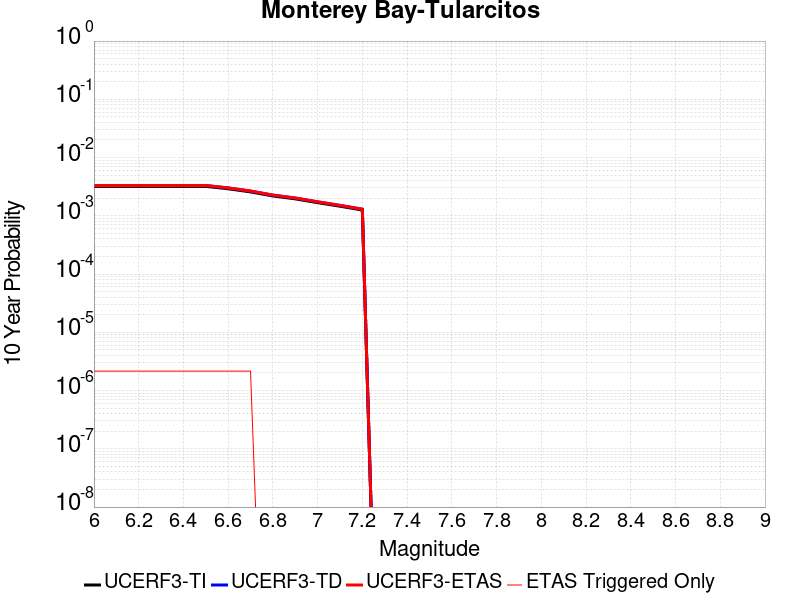 Monterey Bay-Tularcitos
10 0
10 -1
10 -2
10 -3
10 -4
10 -5
10 -6
10 -7
10 -8
10 Year Probability
6 6.2 6.4 6.6 6.8 7 7.2 7.4 7.6 7.8 8 8.2 8.4 8.6 8.8 9
Magnitude
UCERF3-TI UCERF3-TD UCERF3-ETAS ETAS Triggered Only